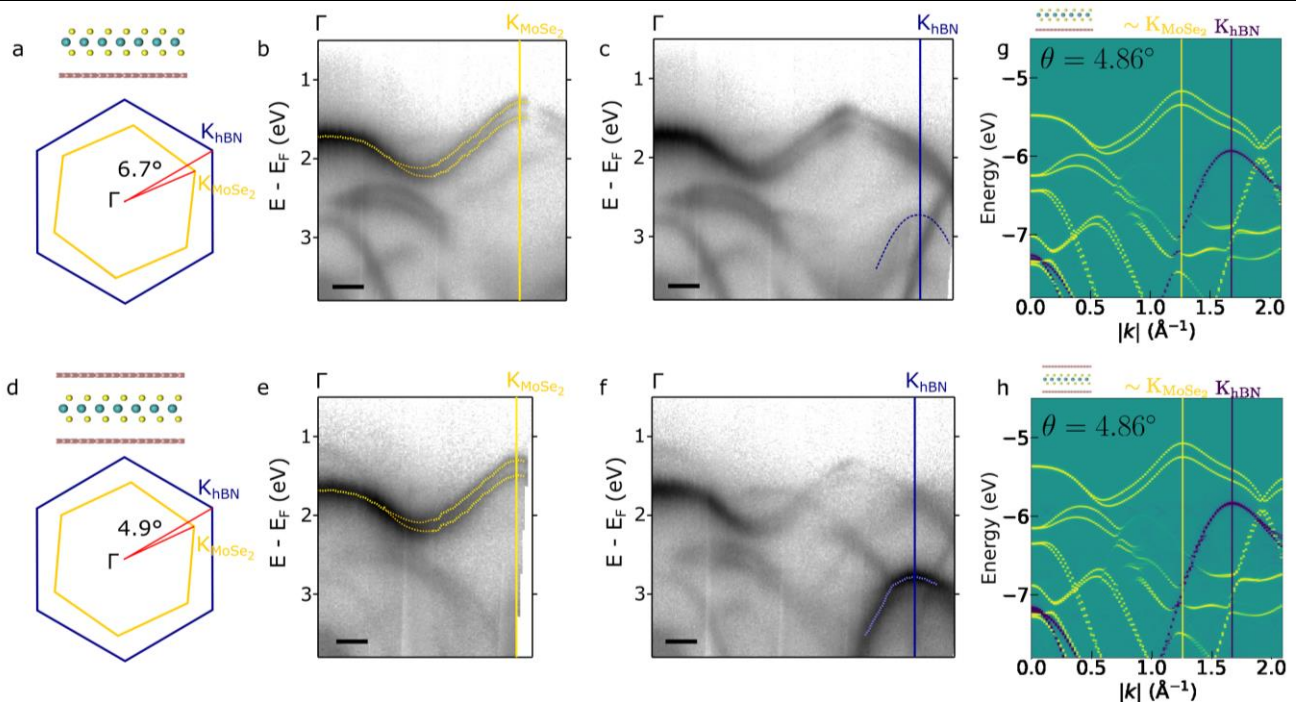 a
K_hBN
6.7°
Γ
K_MoSe₂
b
Γ
K_MoSe₂
E - E_F (eV)
1
2
3
c
Γ
K_hBN
E - E_F (eV)
1
2
3
g
~ K_MoSe₂ K_hBN
θ = 4.86°
Energy (eV)
−5
−6
−7
0.0 0.5 1.0 1.5 2.0
|k| (Å⁻¹)
d
K_hBN
4.9°
Γ
K_MoSe₂
e
Γ
K_MoSe₂
E - E_F (eV)
1
2
3
f
Γ
K_hBN
E - E_F (eV)
1
2
3
h
~ K_MoSe₂ K_hBN
θ = 4.86°
Energy (eV)
−5
−6
−7
0.0 0.5 1.0 1.5 2.0
|k| (Å⁻¹)